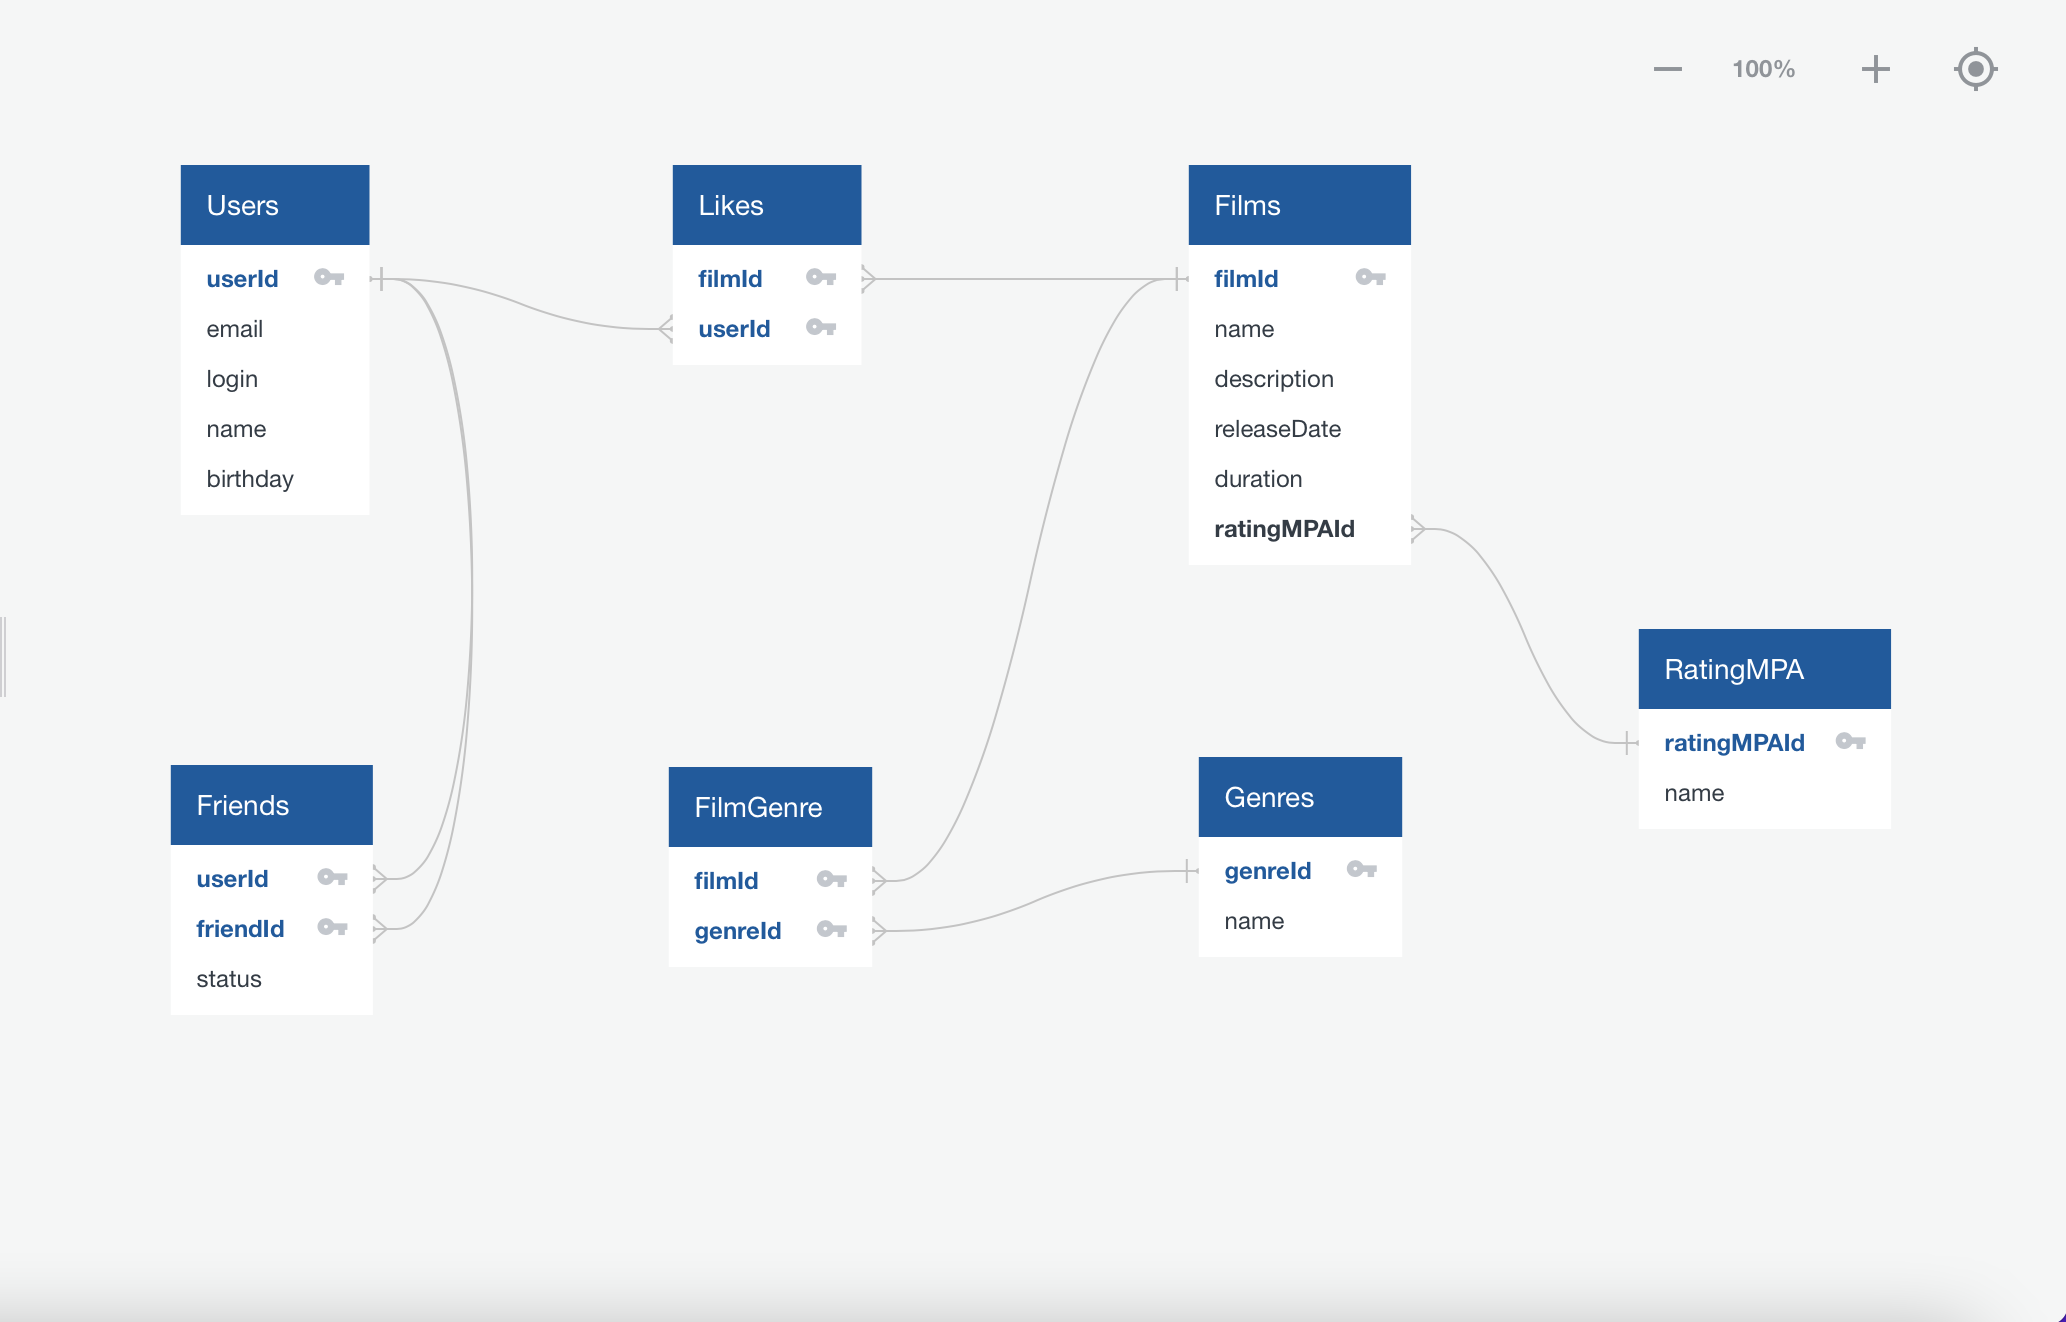 100%
Users
userId
email
login
name
birthday
Likes
filmId
userId
Films
filmId
name
description
releaseDate
duration
ratingMPAId
RatingMPA
ratingMPAId
name
Friends
userId
friendId
status
FilmGenre
filmId
genreId
Genres
genreId
name